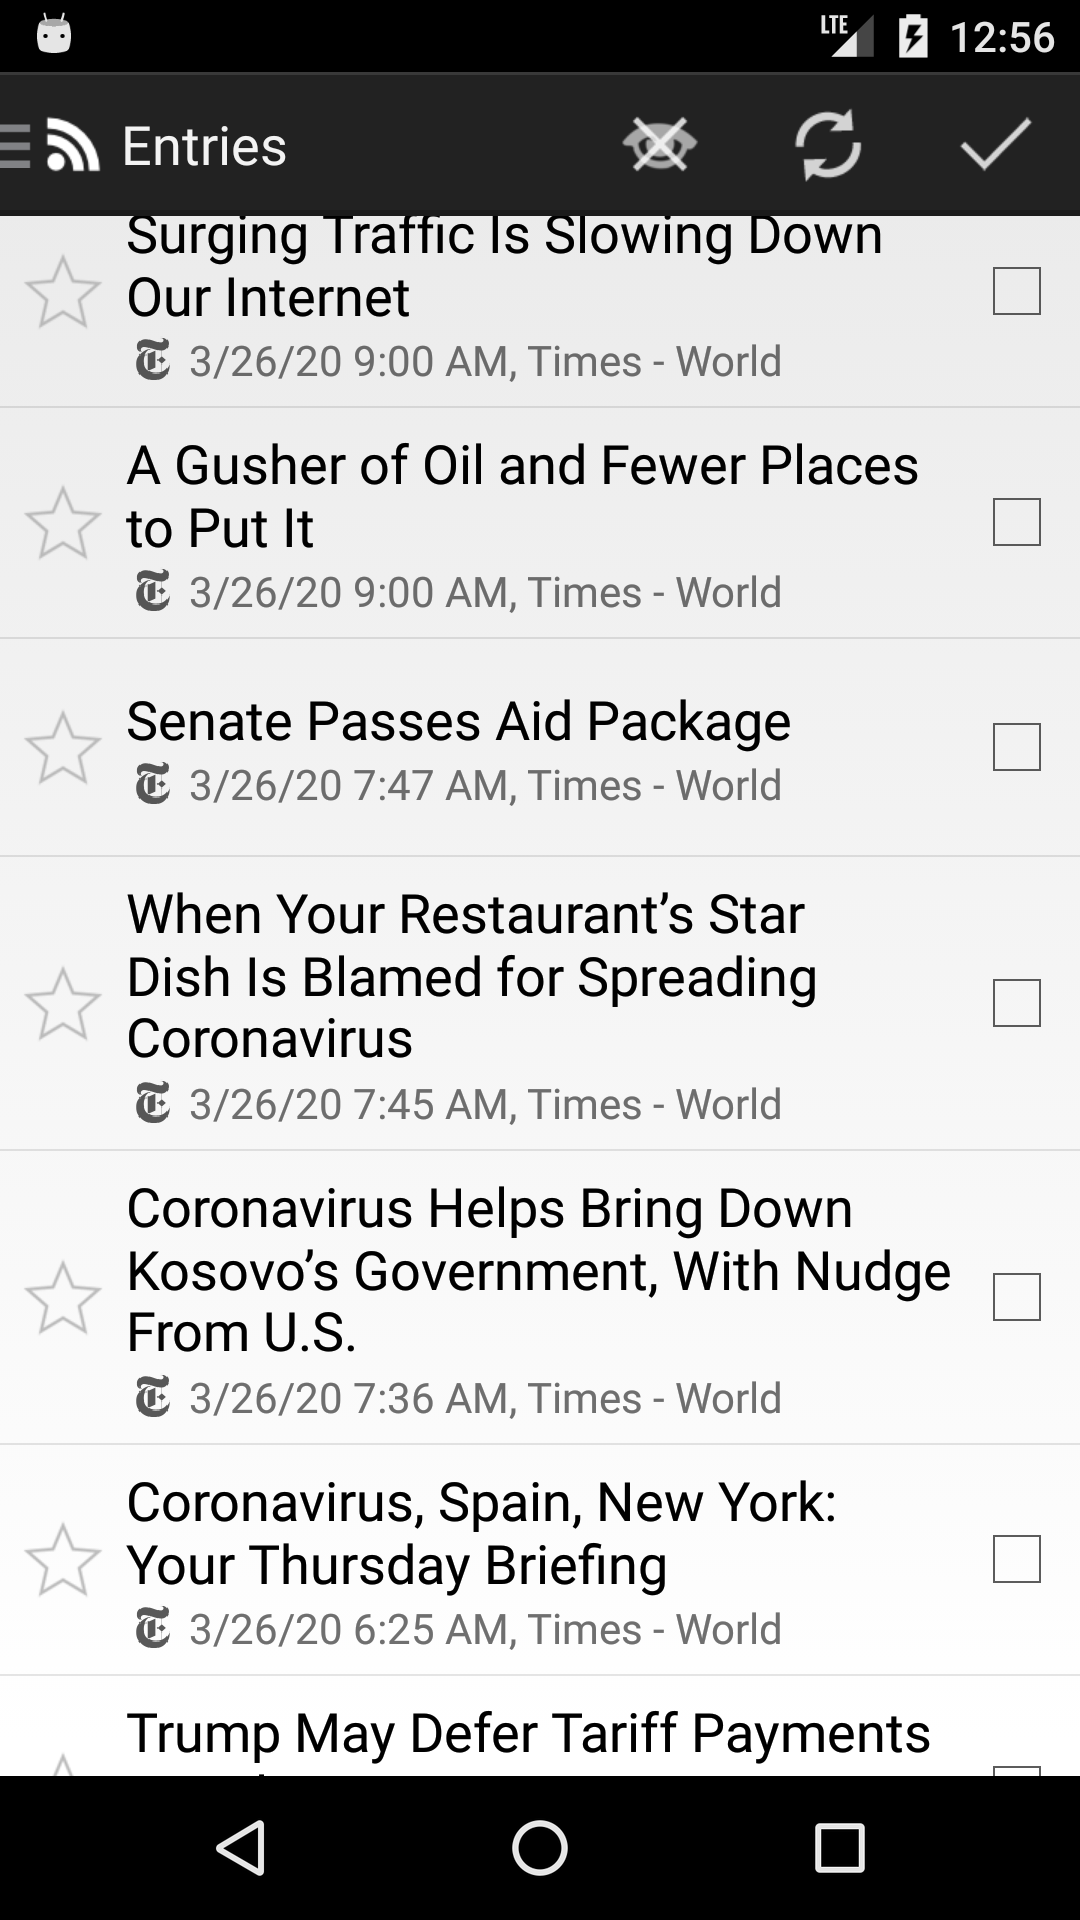 LTE 12:56
Entries
Surging Traffic Is Slowing Down
Our Internet
3/26/20 9:00 AM, Times - World
A Gusher of Oil and Fewer Places
to Put It
3/26/20 9:00 AM, Times - World
Senate Passes Aid Package
3/26/20 7:47 AM, Times - World
When Your Restaurant’s Star
Dish Is Blamed for Spreading
Coronavirus
3/26/20 7:45 AM, Times - World
Coronavirus Helps Bring Down
Kosovo’s Government, With Nudge
From U.S.
3/26/20 7:36 AM, Times - World
Coronavirus, Spain, New York:
Your Thursday Briefing
3/26/20 6:25 AM, Times - World
Trump May Defer Tariff Payments